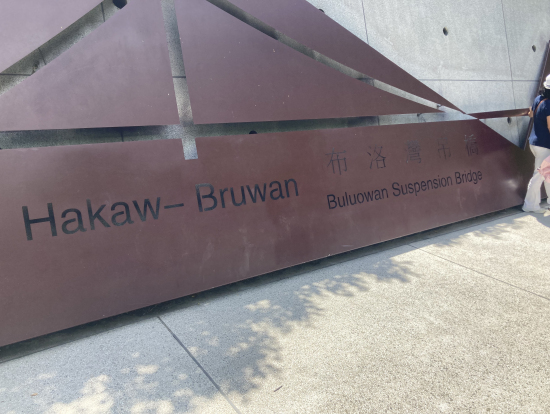 Hakaw– Bruwan
布洛灣吊橋
Buluowan Suspension Bridge